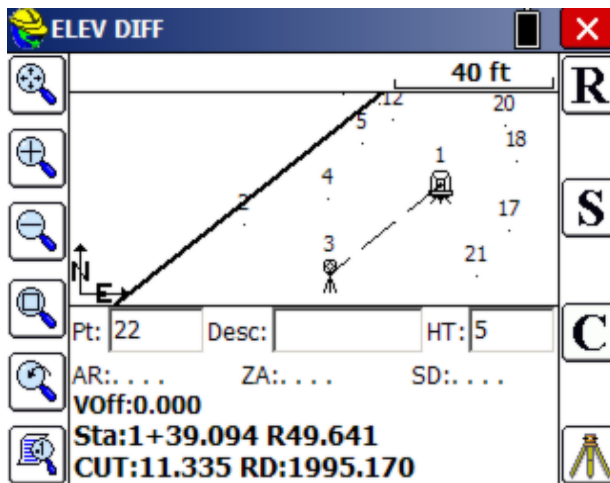 ELEV DIFF
40 ft
R
12
20
5
18
1
4
S
2
17
3
21
N
E
Pt: 22 Desc: HT: 5
C
AR:. . . . ZA:. . . . SD:. . . .
VOff:0.000
Sta:1+39.094 R49.641
CUT:11.335 RD:1995.170